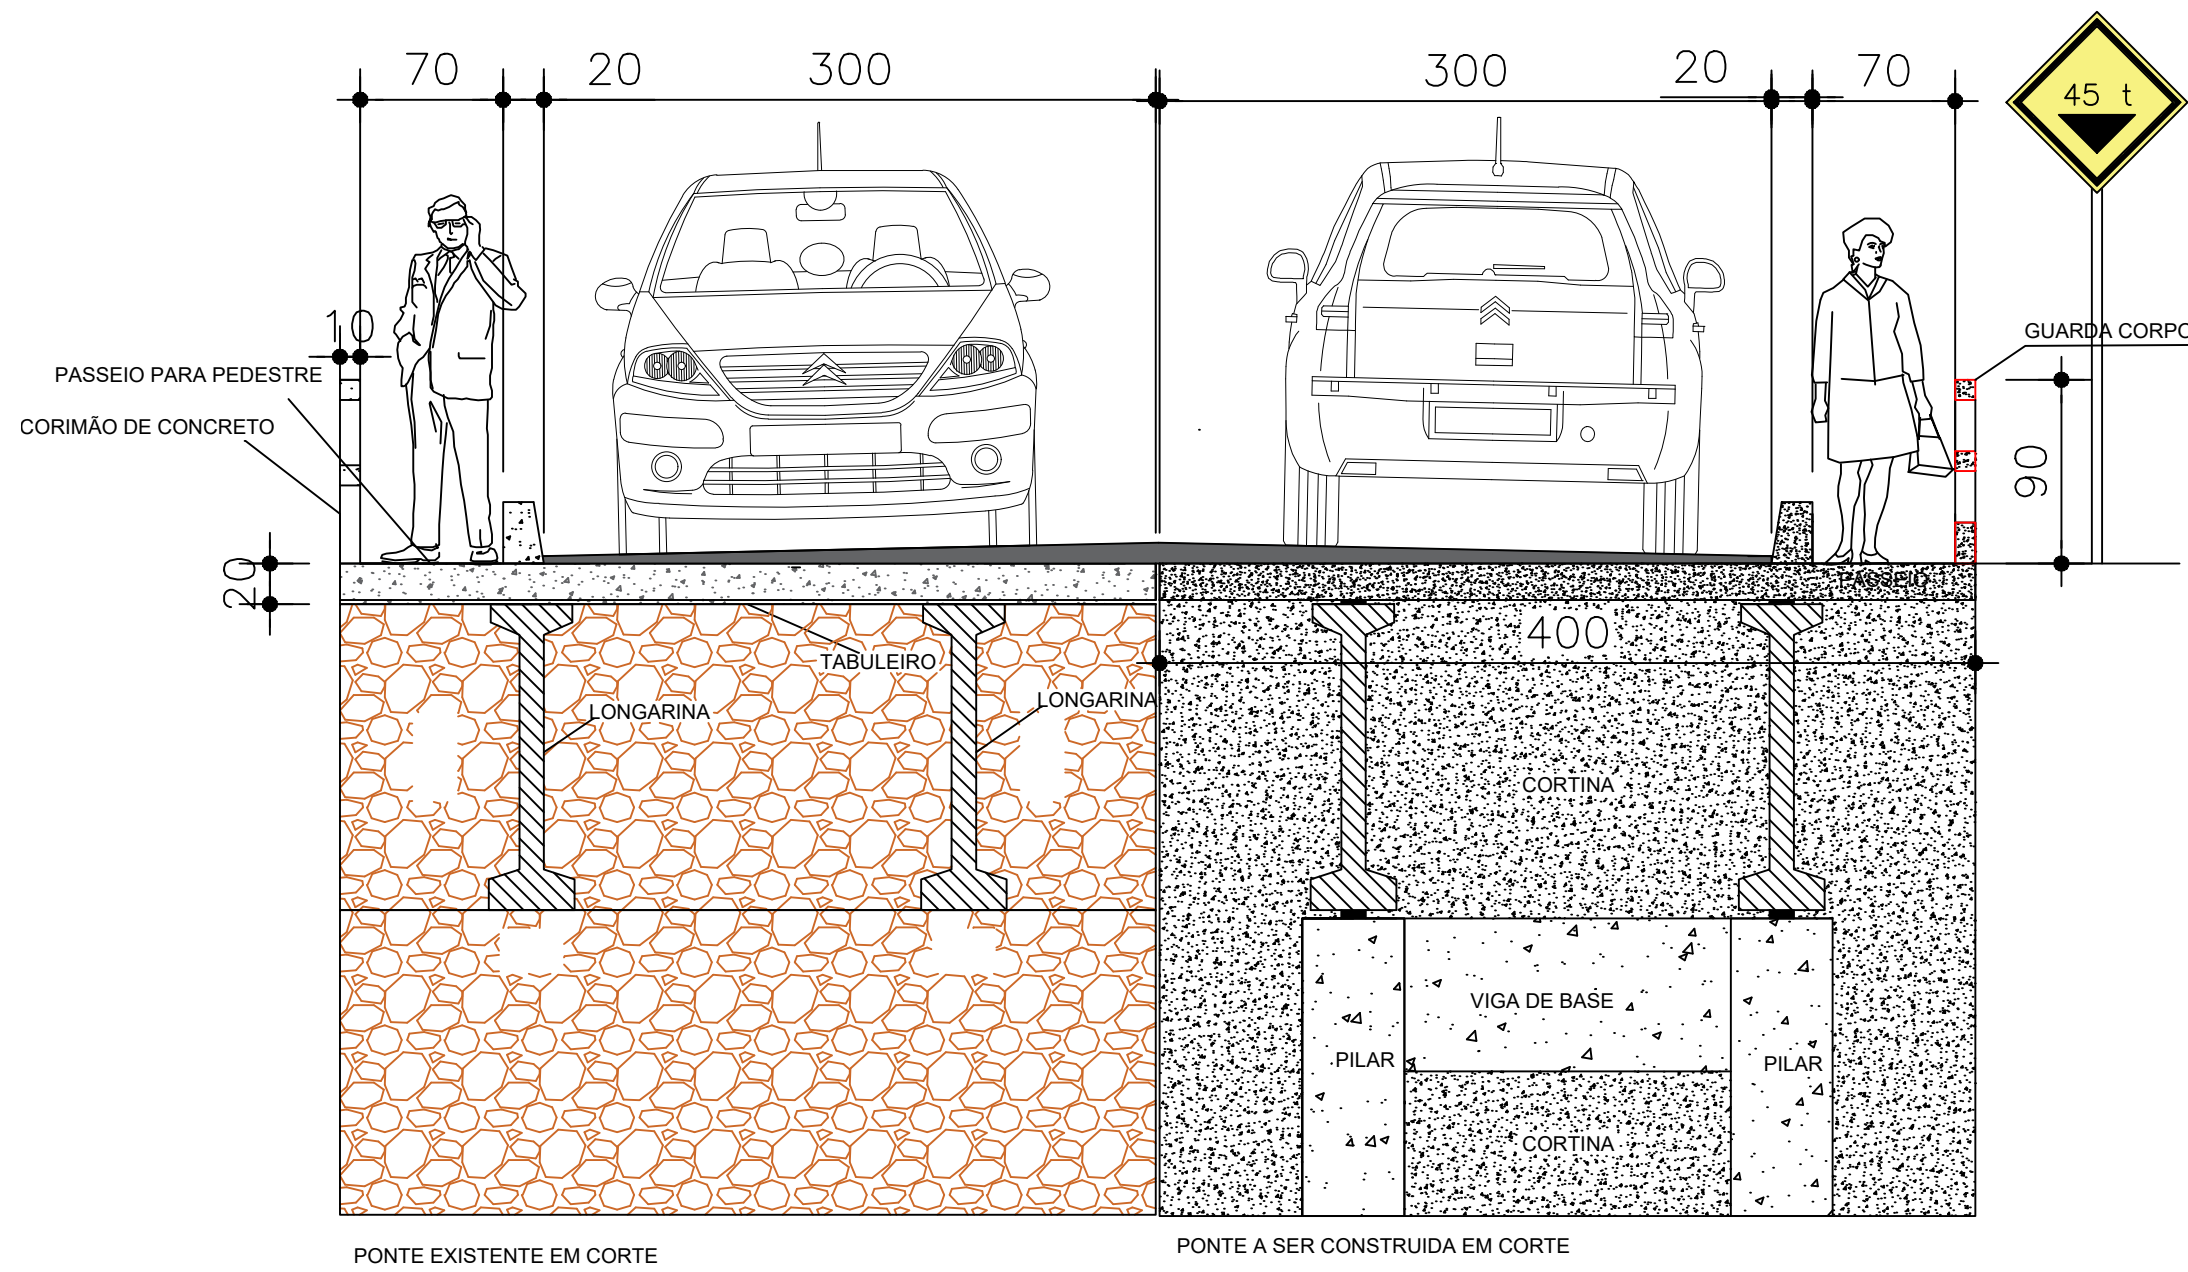 70 20 300 300 20 70
45 t
10
GUARDA CORPO
PASSEIO PARA PEDESTRE
CORIMÃO DE CONCRETO
90
20
PASSEIO
400
TABULEIRO
LONGARINA
LONGARINA
CORTINA
VIGA DE BASE
PILAR
PILAR
CORTINA
PONTE EXISTENTE EM CORTE
PONTE A SER CONSTRUIDA EM CORTE